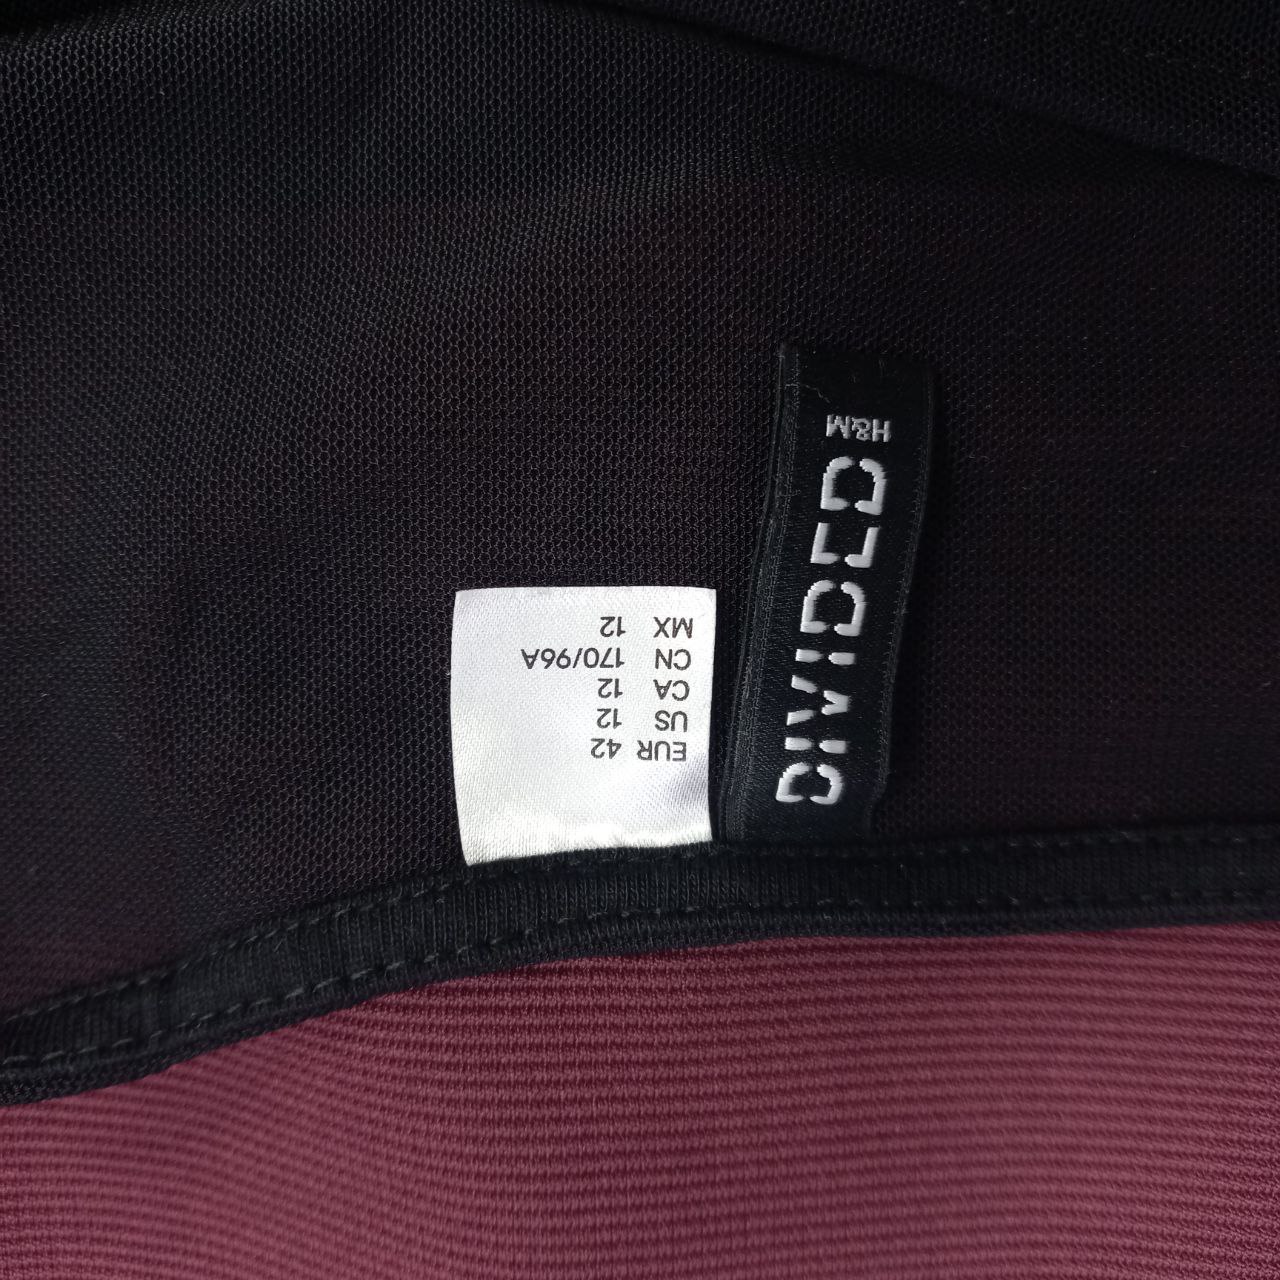 DIVIDED
H&M
EUR 42
US 12
CA 12
CN 170/96A
MX 12